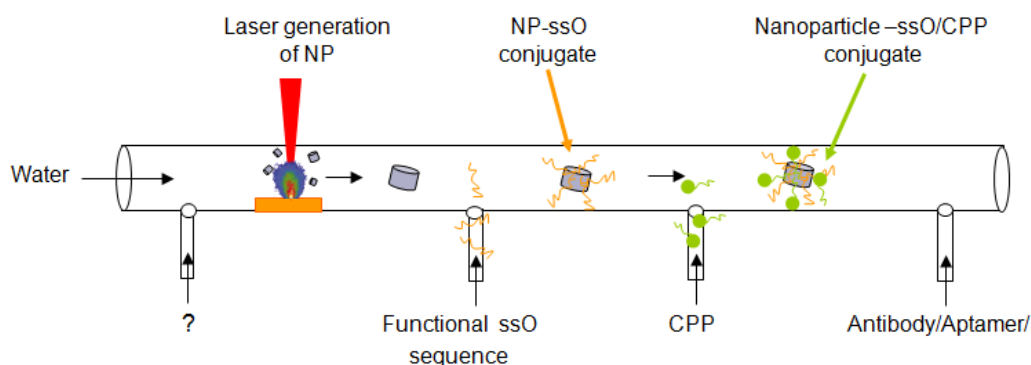 Laser generation
of NP
NP-ssO
conjugate
Nanoparticle –ssO/CPP
conjugate
Water
?
Functional ssO
sequence
CPP
Antibody/Aptamer/